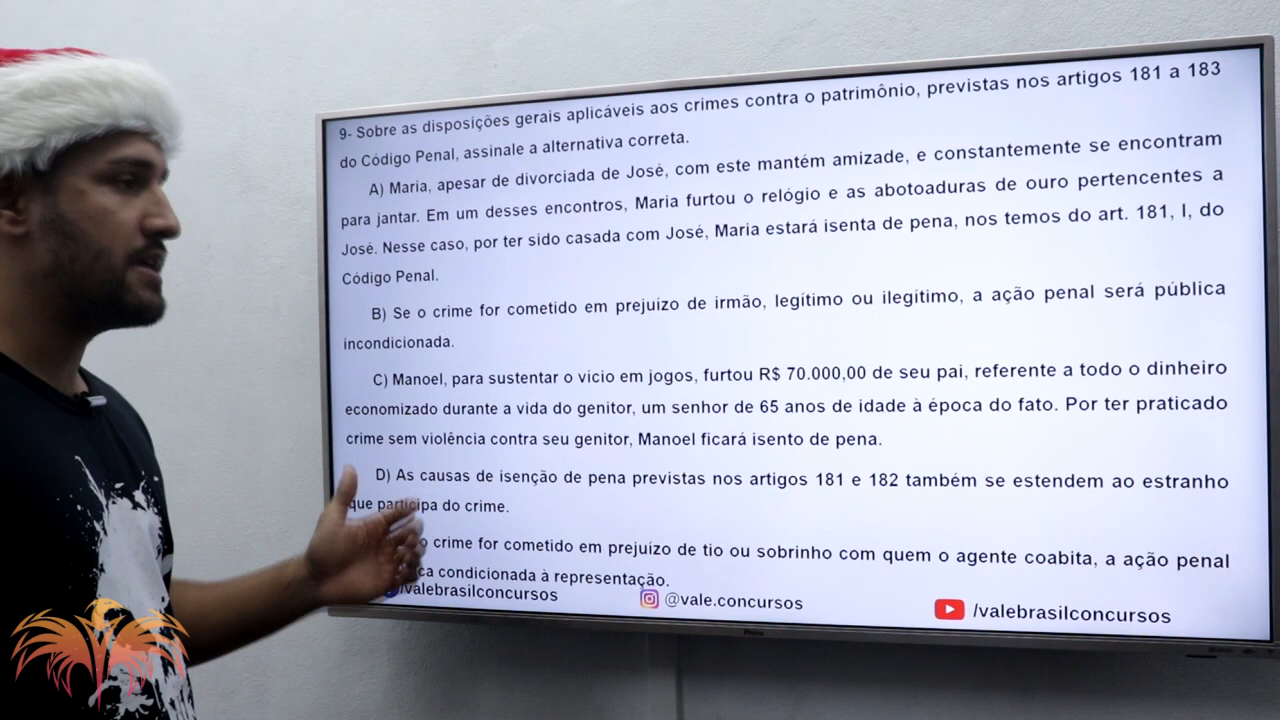 9- Sobre as disposições gerais aplicáveis aos crimes contra o patrimônio, previstas nos artigos 181 a 183
do Código Penal, assinale a alternativa correta.
A) Maria, apesar de divorciada de José, com este mantém amizade, e constantemente se encontram
para jantar. Em um desses encontros, Maria furtou o relógio e as abotoaduras de ouro pertencentes a
José. Nesse caso, por ter sido casada com José, Maria estará isenta de pena, nos temos do art. 181, I, do
Código Penal.
B) Se o crime for cometido em prejuízo de irmão, legítimo ou ilegítimo, a ação penal será pública
incondicionada.
C) Manoel, para sustentar o vício em jogos, furtou R$ 70.000,00 de seu pai, referente a todo o dinheiro
economizado durante a vida do genitor, um senhor de 65 anos de idade à época do fato. Por ter praticado
crime sem violência contra seu genitor, Manoel ficará isento de pena.
D) As causas de isenção de pena previstas nos artigos 181 e 182 também se estendem ao estranho
que participa do crime.
o crime for cometido em prejuízo de tio ou sobrinho com quem o agente coabita, a ação penal
ca condicionada à representação.
/valebrasilconcursos
@vale.concursos
/valebrasilconcursos
Philco